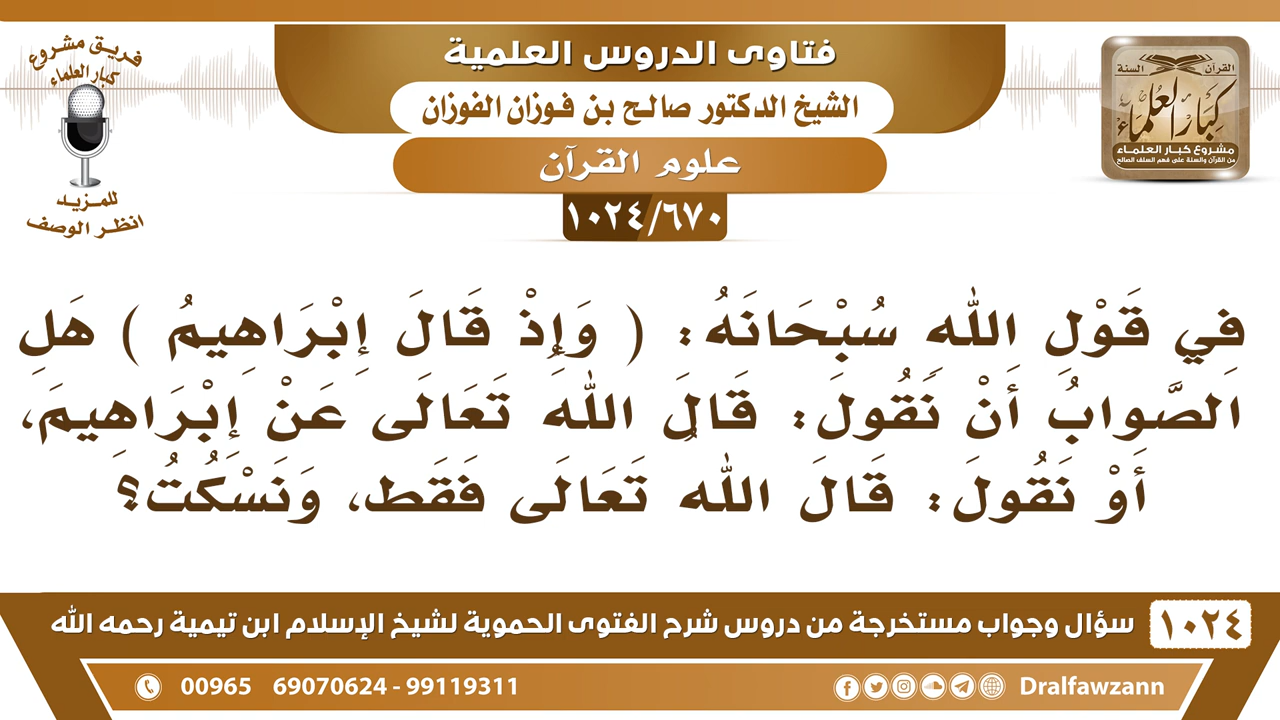 فتاوى الدروس العلمية
الشيخ الدكتور صالح بن فوزان الفوزان
علوم القرآن
٦٧٠/١٠٢٤
فريق مشروع
كبار العلماء
للمزيد
انظر الوصف
القرآن السنة
كبار العلماء
مشروع كبار العلماء
من القرآن والسنة على فهم السلف الصالح
فِي قَوْلِ اللهِ سُبْحَانَهُ: ( وَإِذْ قَالَ إِبْرَاهِيمُ ) هَلِ
الصَّوابُ أَنْ نَقُولَ: قَالَ اللهُ تَعَالَى عَنْ إِبْرَاهِيمَ،
أَوْ نَقُولَ: قَالَ اللهُ تَعَالَى فَقَط، وَنَسْكُتُ؟
١٠٢٤ سؤال وجواب مستخرجة من دروس شرح الفتوى الحموية لشيخ الإسلام ابن تيمية رحمه الله
00965 69070624 - 99119311
Dralfawzann